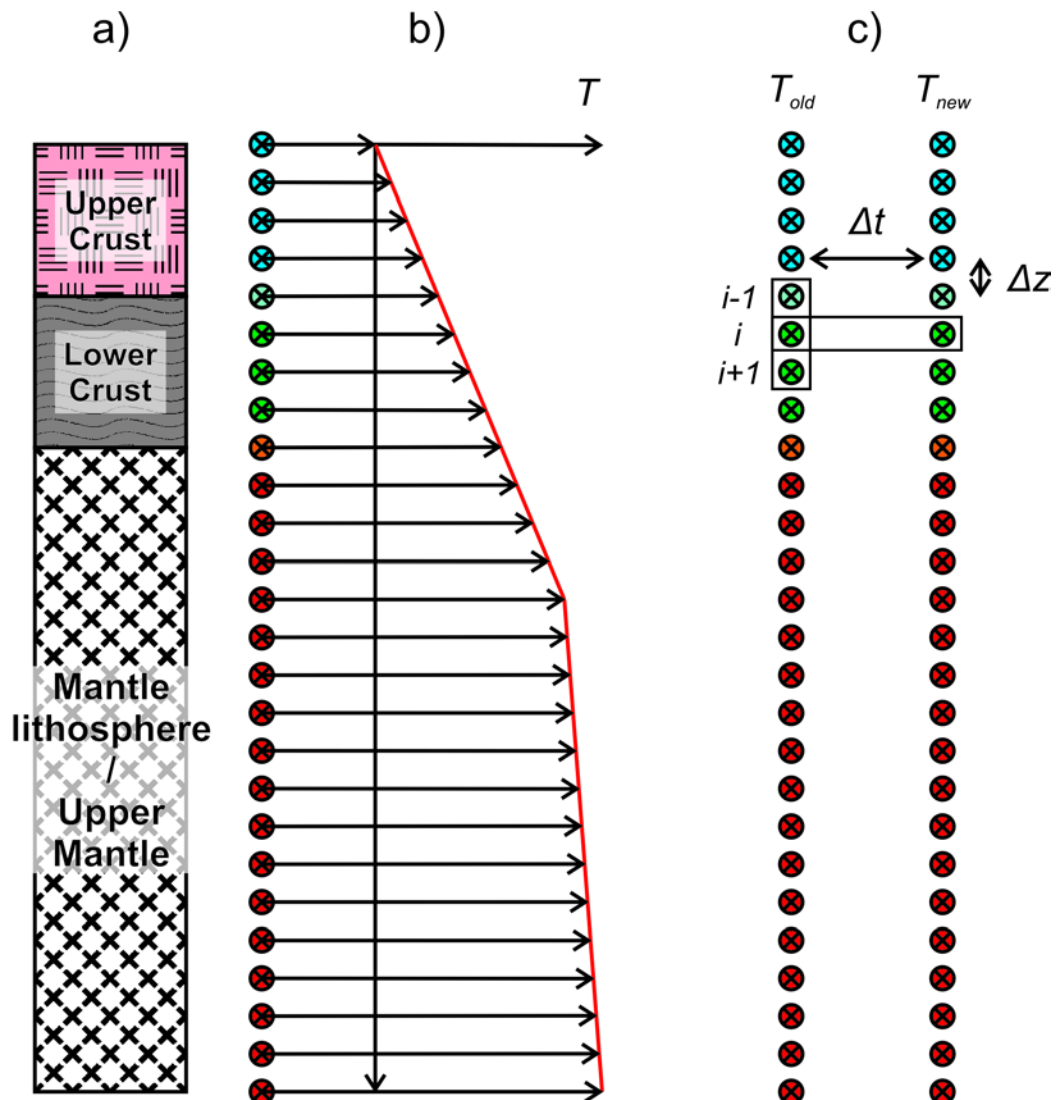 a)
b)
c)
T
T_old
T_new
Upper
Crust
Lower
Crust
Mantle
lithosphere
/
Upper
Mantle
Δt
Δz
i-1
i
i+1